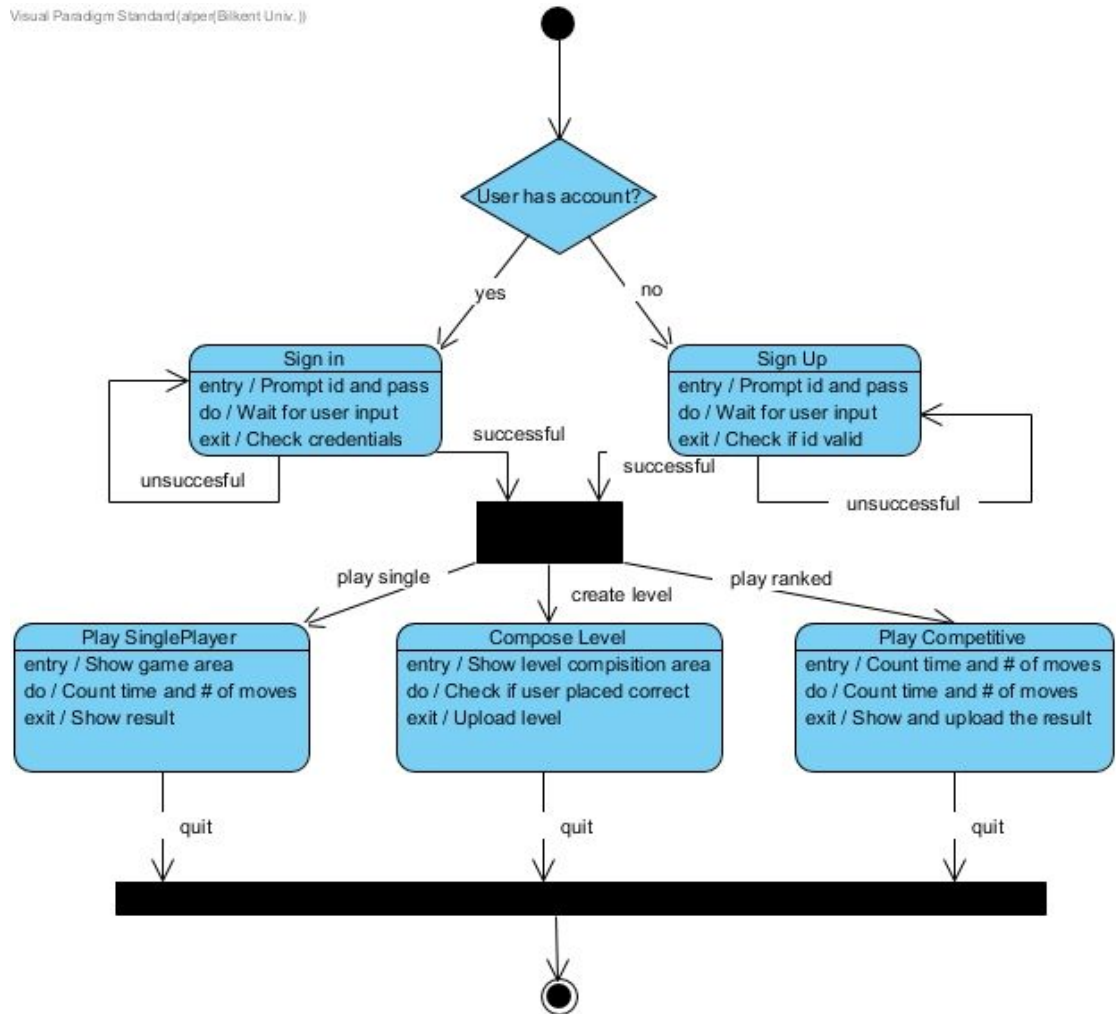 Visual Paradigm Standard(alper(Bilkent Univ.))
User has account?
yes
no
Sign in
entry / Prompt id and pass
do / Wait for user input
exit / Check credentials
Sign Up
entry / Prompt id and pass
do / Wait for user input
exit / Check if id valid
successful
successful
unsuccesful
unsuccessful
play single
create level
play ranked
Play SinglePlayer
entry / Show game area
do / Count time and # of moves
exit / Show result
Compose Level
entry / Show level compisition area
do / Check if user placed correct
exit / Upload level
Play Competitive
entry / Count time and # of moves
do / Count time and # of moves
exit / Show and upload the result
quit
quit
quit